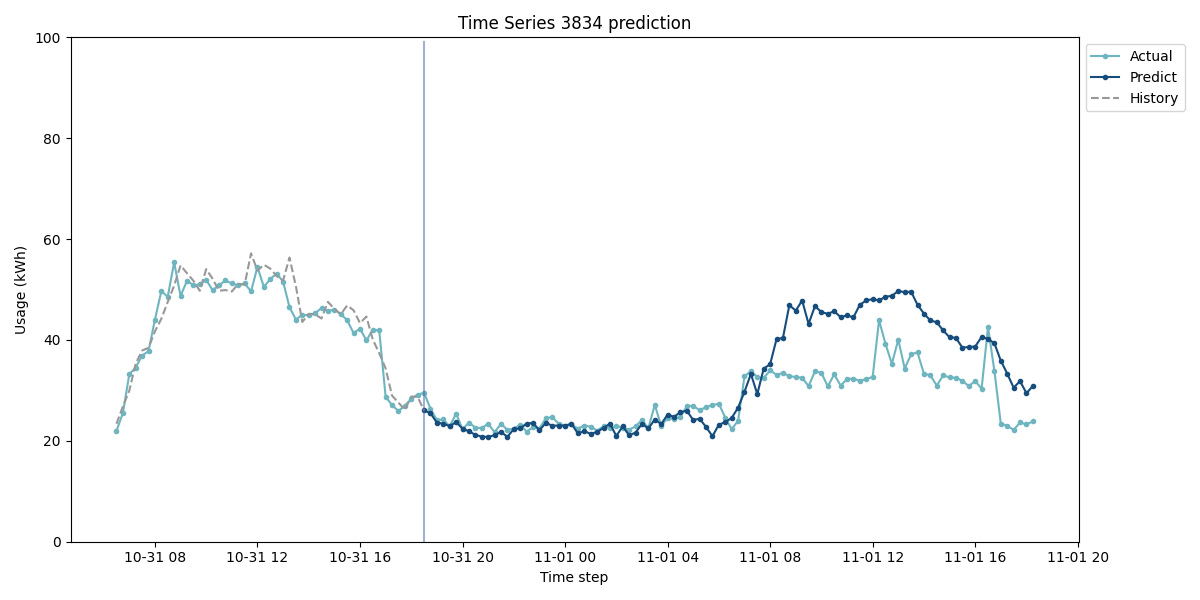 Time Series 3834 prediction
100
80
60
40
20
0
Usage (kWh)
10-31 08
10-31 12
10-31 16
10-31 20
11-01 00
11-01 04
11-01 08
11-01 12
11-01 16
11-01 20
Time step
Actual
Predict
History